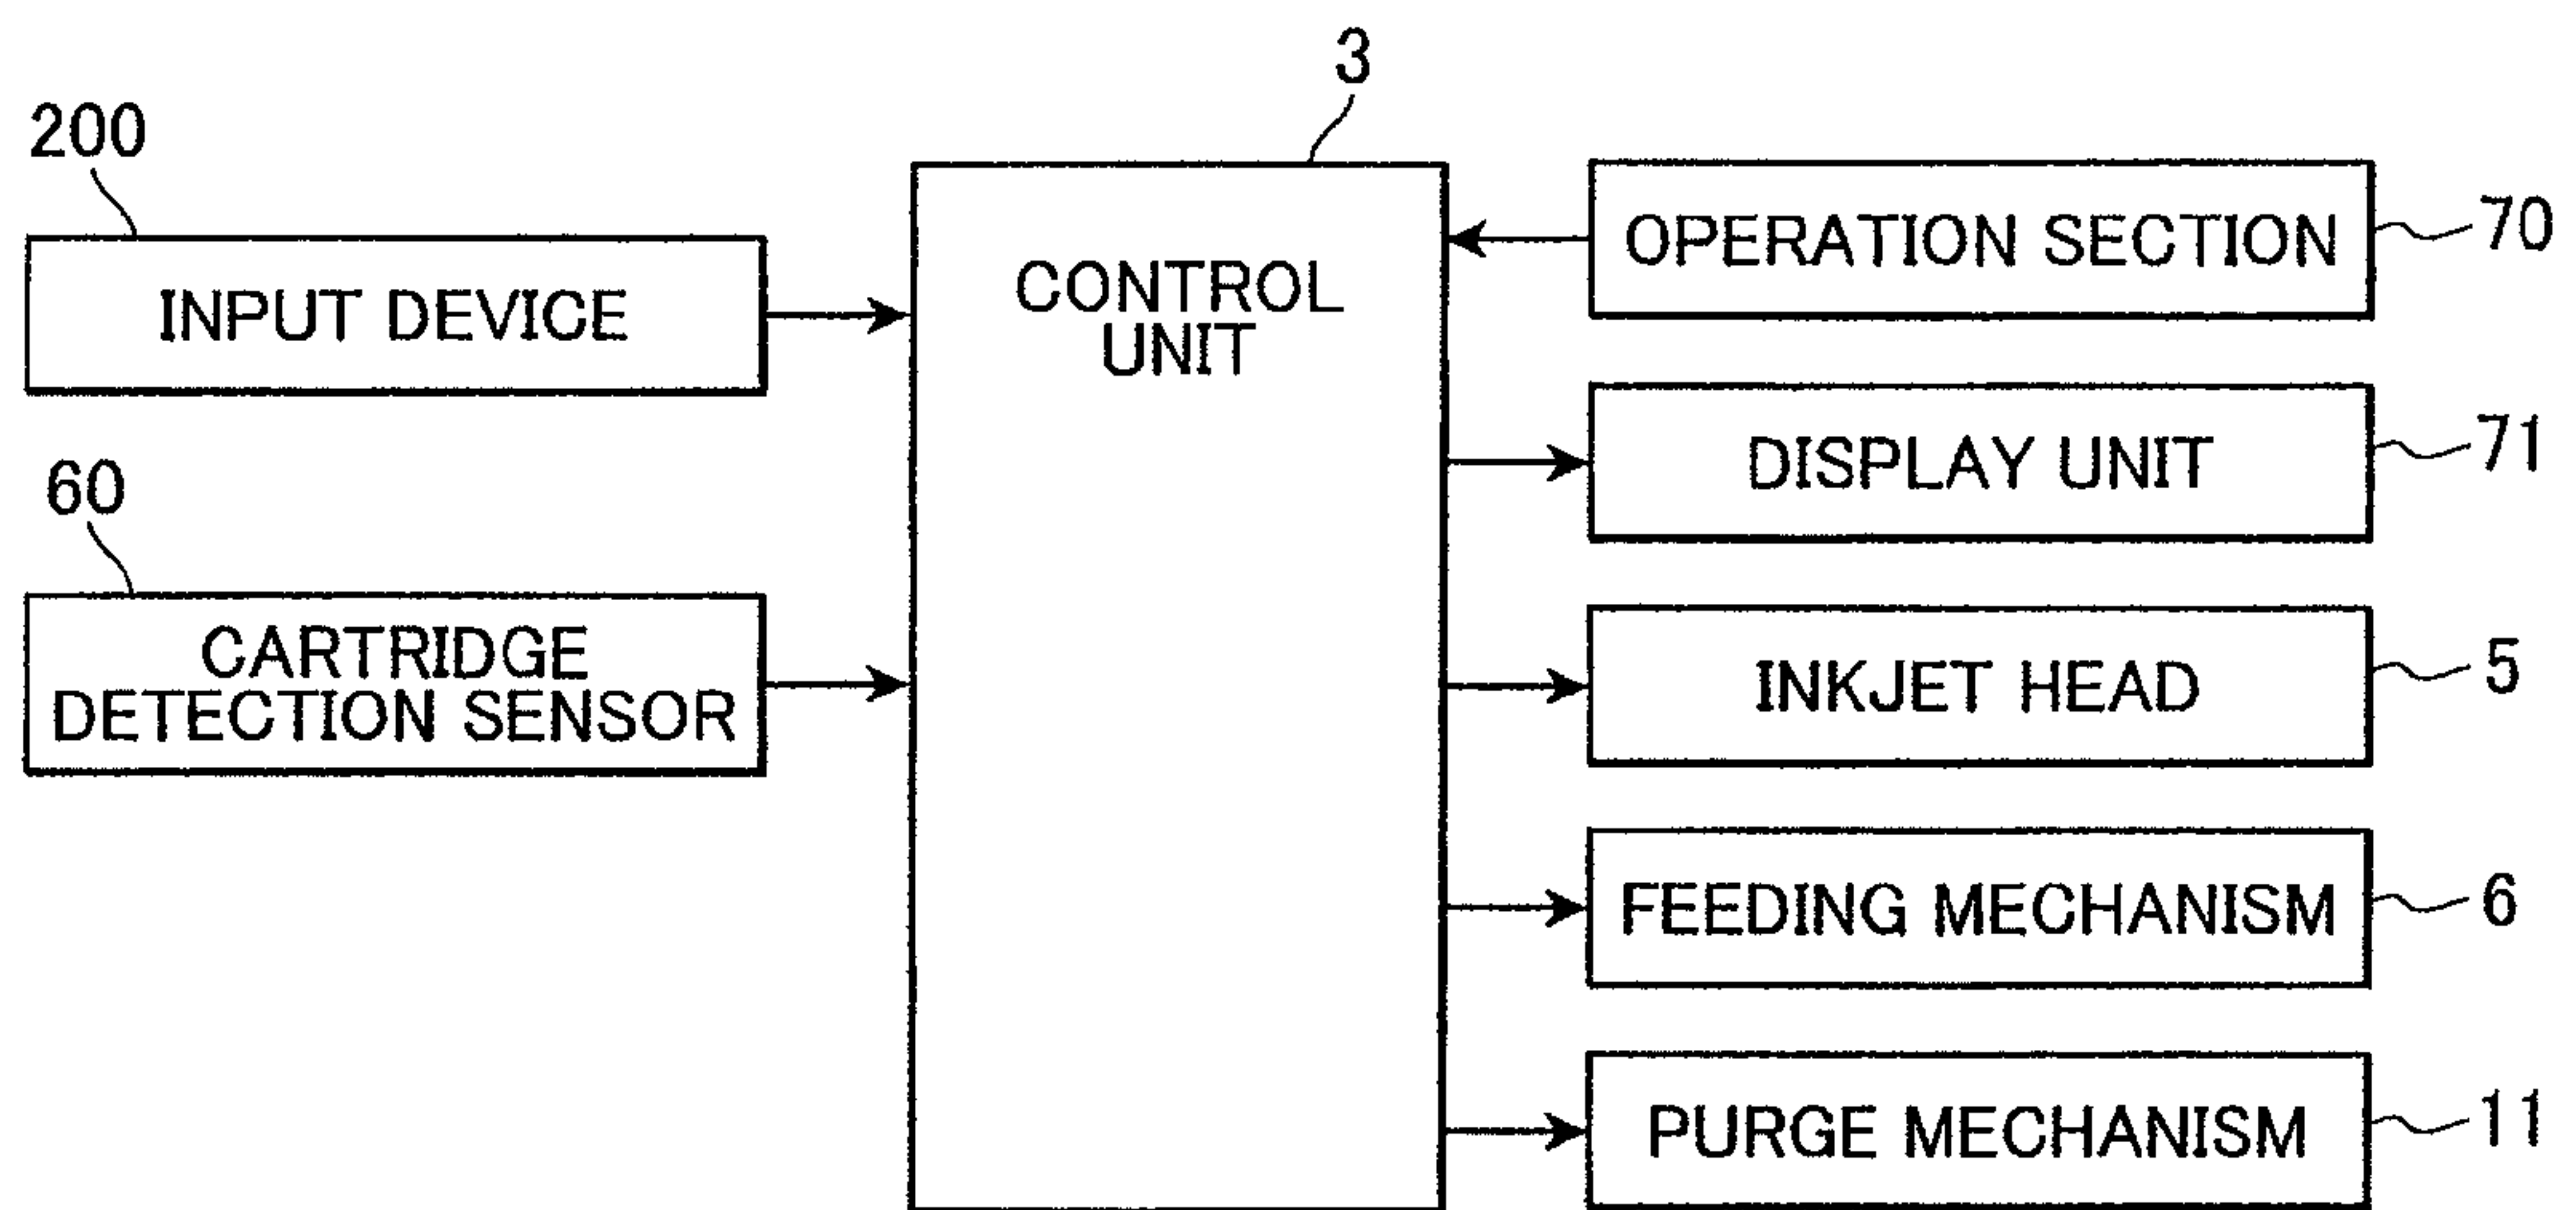 3
200
INPUT DEVICE
60
CARTRIDGE
DETECTION SENSOR
CONTROL
UNIT
OPERATION SECTION
70
DISPLAY UNIT
71
INKJET HEAD
5
FEEDING MECHANISM
6
PURGE MECHANISM
11